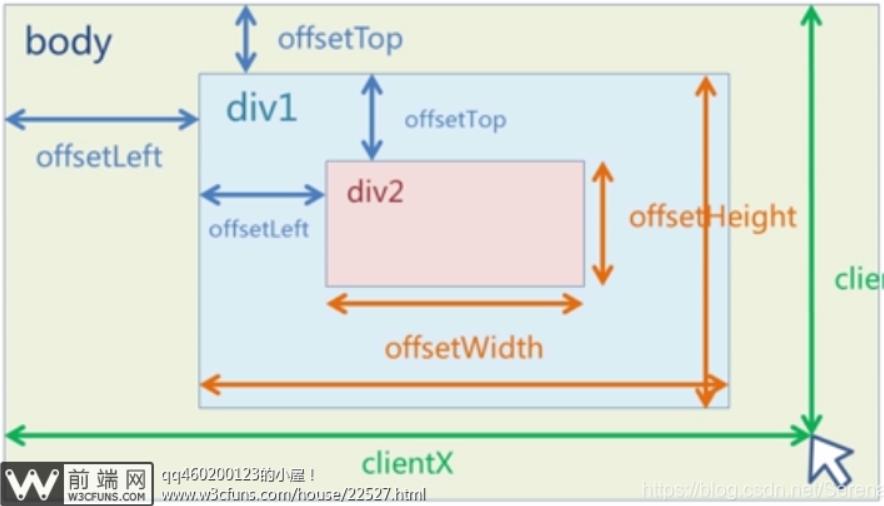 body
offsetTop
div1
offsetTop
offsetLeft
div2
offsetLeft
offsetHeight
clie
offsetWidth
clientX
W 前端网
W3CFUNS.COM
qq460200123的小屋！
www.w3cfuns.com/house/22527.html
https://blog.csdn.net/Serena